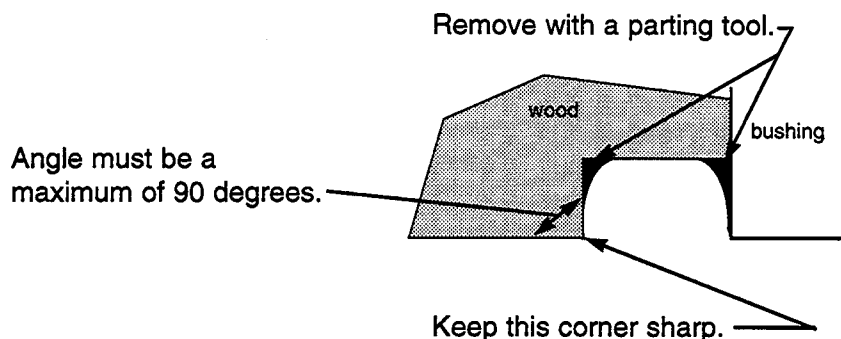 Remove with a parting tool.
wood
bushing
Angle must be a
maximum of 90 degrees.
Keep this corner sharp.